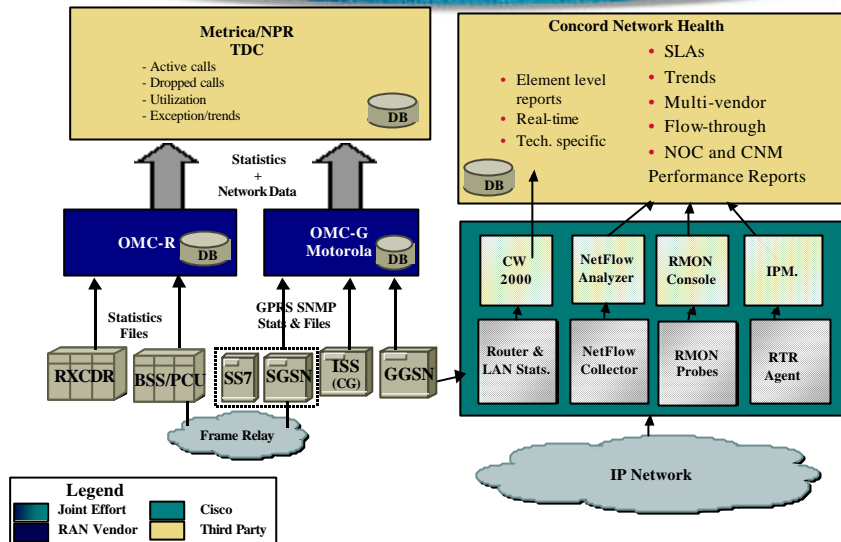 Metrica/NPR
TDC
- Active calls
- Dropped calls
- Utilization
- Exception/trends
DB
Concord Network Health
• Element level
reports
• Real-time
• Tech. specific
• SLAs
• Trends
• Multi-vendor
• Flow-through
• NOC and CNM
Performance Reports
DB
Statistics
+
Network Data
OMC-R
DB
OMC-G
Motorola
DB
CW
2000
NetFlow
Analyzer
RMON
Console
IPM.
Statistics
Files
GPRS SNMP
Stats & Files
Router &
LAN Stats.
NetFlow
Collector
RMON
Probes
RTR
Agent
RXCDR
BSS/PCU
SS7
SGSN
ISS
(CG)
GGSN
Frame Relay
IP Network
Legend
Joint Effort
Cisco
RAN Vendor
Third Party